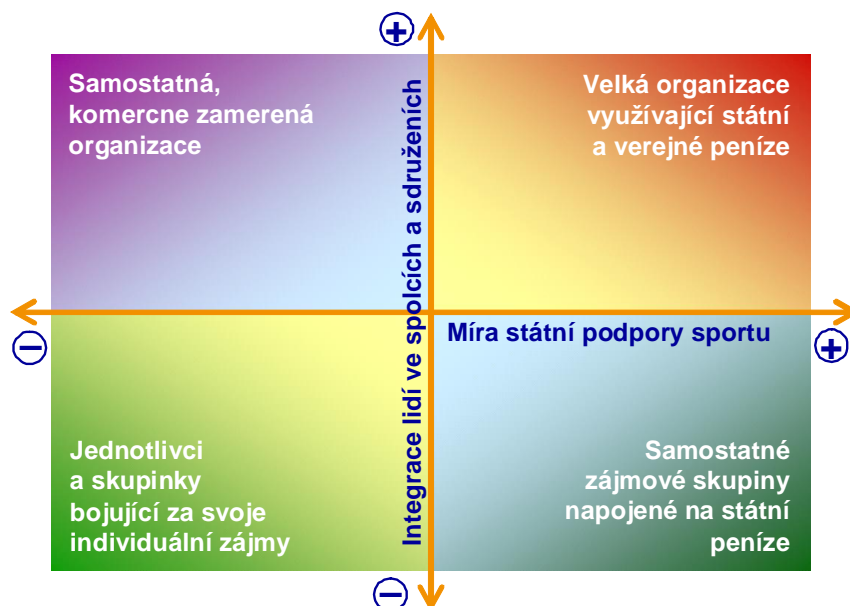 +
Samostatná,
komercne zamerená
organizace
Velká organizace
využívající státní
a verejné peníze
Integrace lidí ve spolcích a sdruženích
−
Míra státní podpory sportu
+
Jednotlivci
a skupinky
bojující za svoje
individuální zájmy
Samostatné
zájmové skupiny
napojené na státní
peníze
−